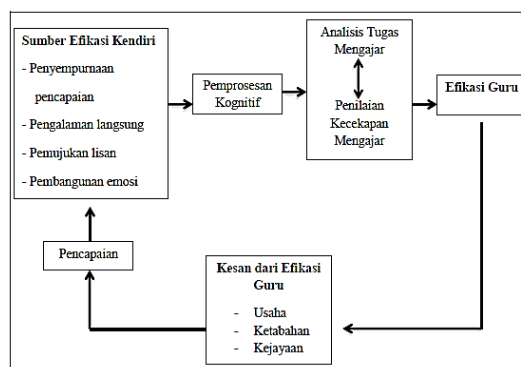 Sumber Efikasi Kendiri
- Penyempurnaan
pencapaian
- Pengalaman langsung
- Pemujukan lisan
- Pembangunan emosi
Pemprosesan
Kognitif
Analisis Tugas
Mengajar
Penilaian
Kecekapan
Mengajar
Efikasi Guru
Kesan dari Efikasi
Guru
- Usaha
- Ketabahan
- Kejayaan
Pencapaian